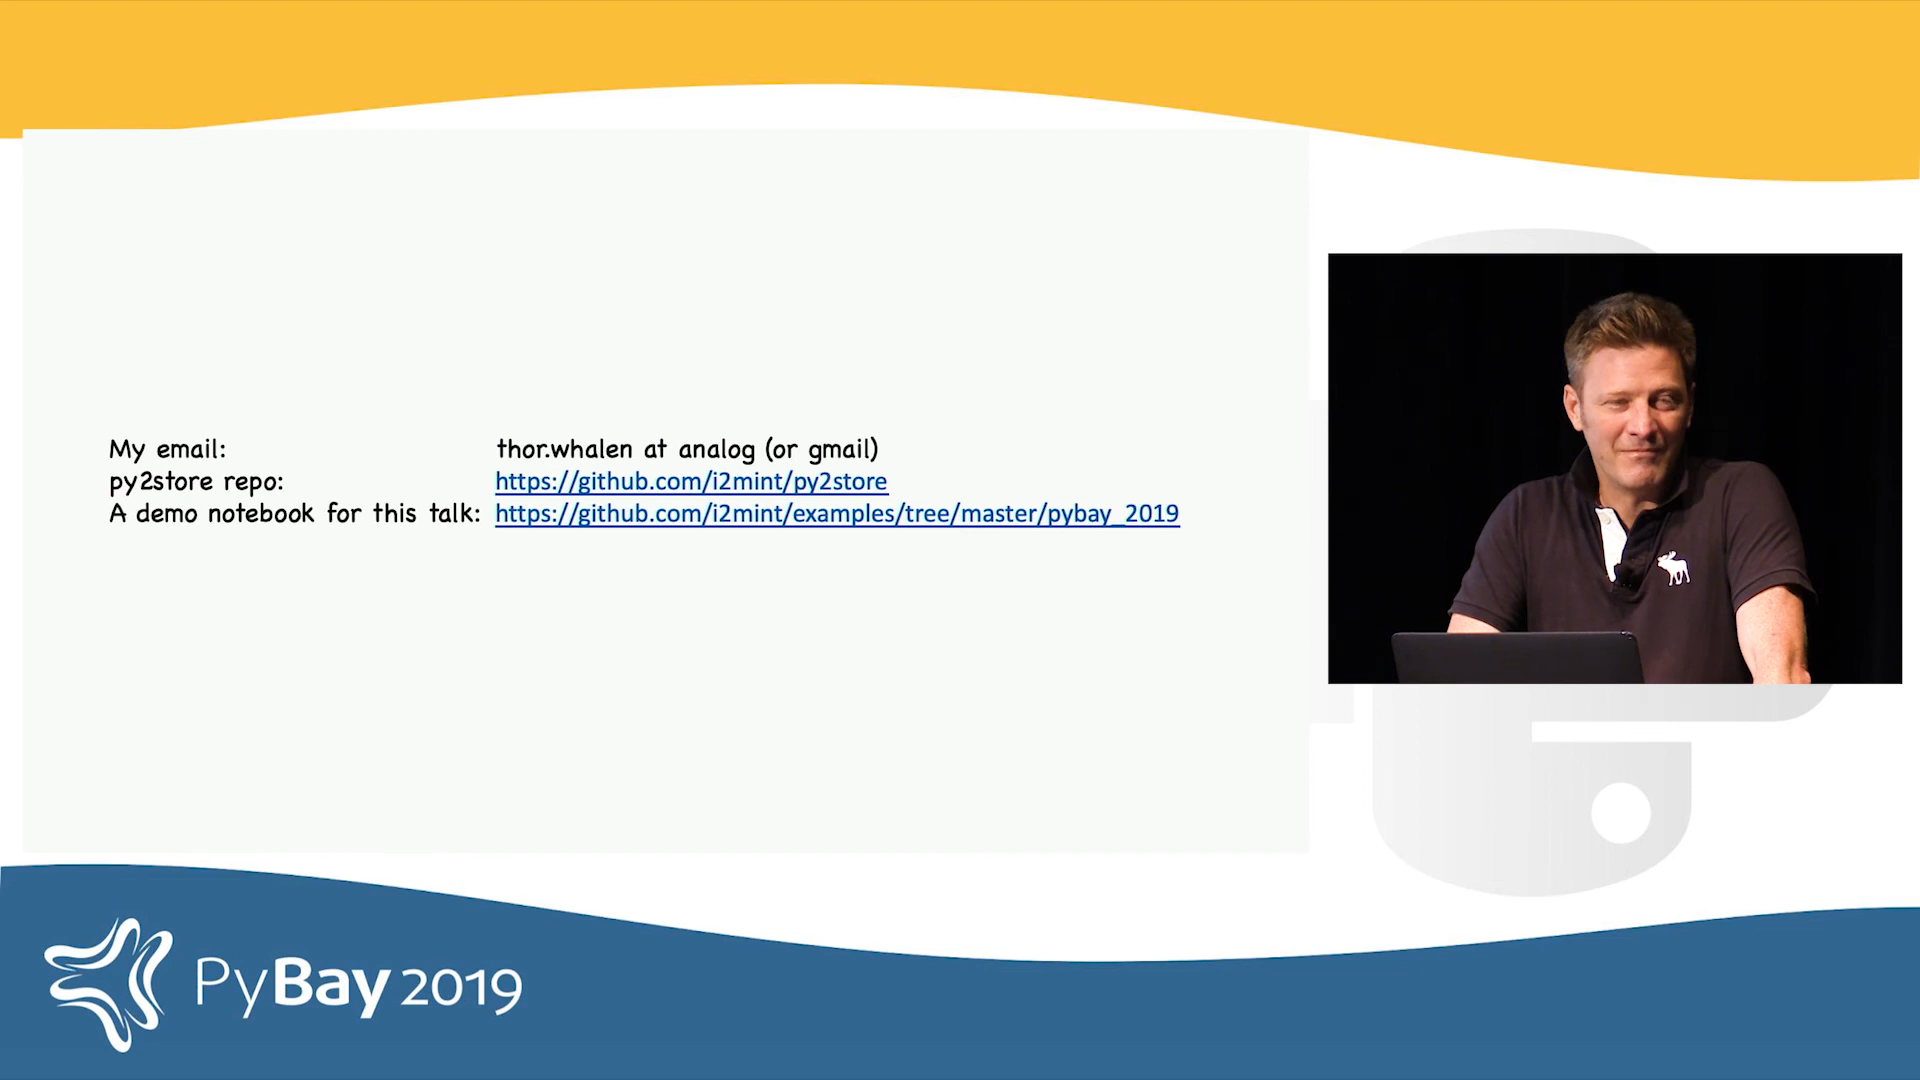 My email: thor.whalen at analog (or gmail)
py2store repo: https://github.com/i2mint/py2store
A demo notebook for this talk: https://github.com/i2mint/examples/tree/master/pybay_2019
PyBay 2019